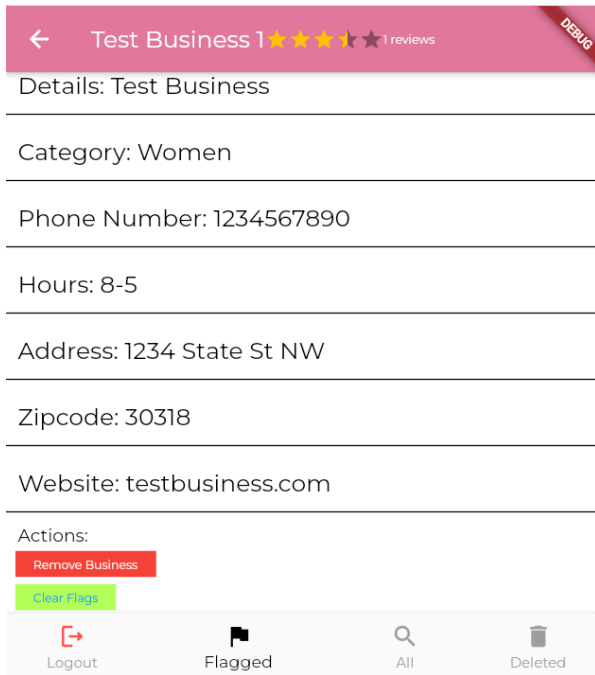 Test Business 1 1 reviews
DEBUG
Details: Test Business
Category: Women
Phone Number: 1234567890
Hours: 8-5
Address: 1234 State St NW
Zipcode: 30318
Website: testbusiness.com
Actions:
Remove Business
Clear Flags
Logout Flagged All Deleted